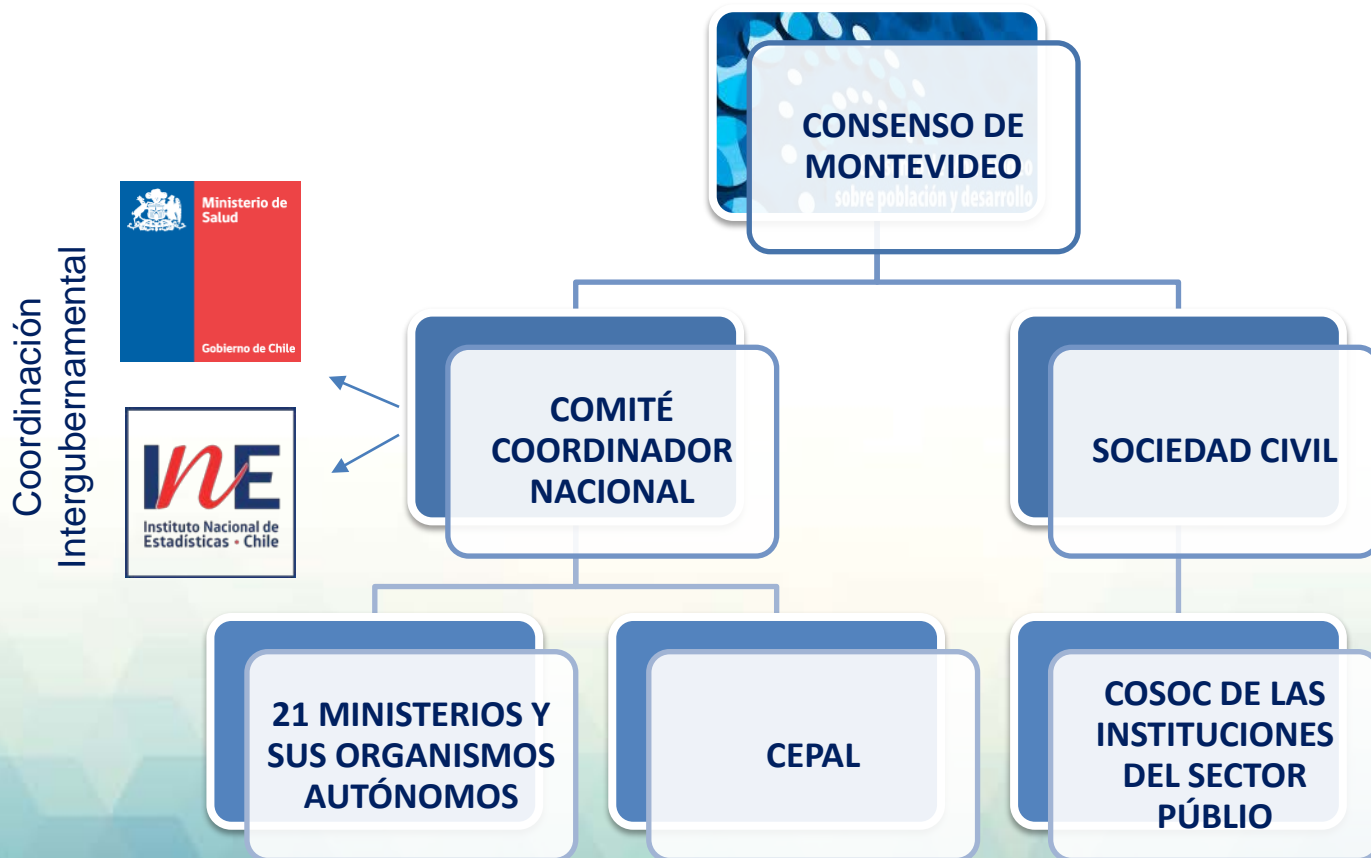 CONSENSO DE
MONTEVIDEO
sobre población y desarrollo
Coordinación
Intergubernamental
Ministerio de
Salud
Gobierno de Chile
INE
Instituto Nacional de
Estadísticas • Chile
COMITÉ
COORDINADOR
NACIONAL
SOCIEDAD CIVIL
21 MINISTERIOS Y
SUS ORGANISMOS
AUTÓNOMOS
CEPAL
COSOC DE LAS
INSTITUCIONES
DEL SECTOR
PÚBLIO